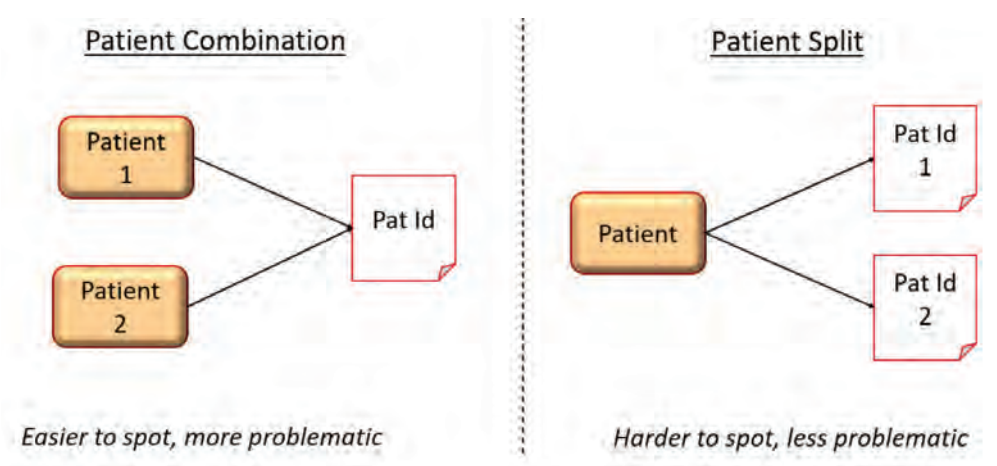 Patient Combination
Patient
1
Patient
2
Pat Id
Easier to spot, more problematic
Patient Split
Patient
Pat Id
1
Pat Id
2
Harder to spot, less problematic